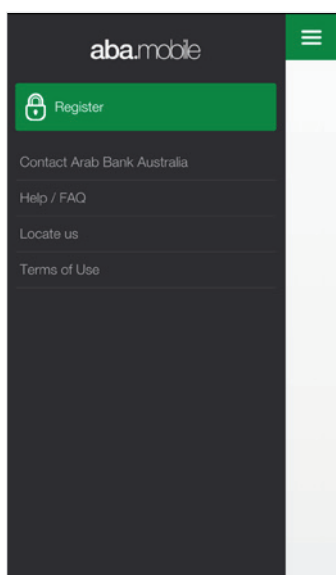 aba.mobile
Register
Contact Arab Bank Australia
Help / FAQ
Locate us
Terms of Use